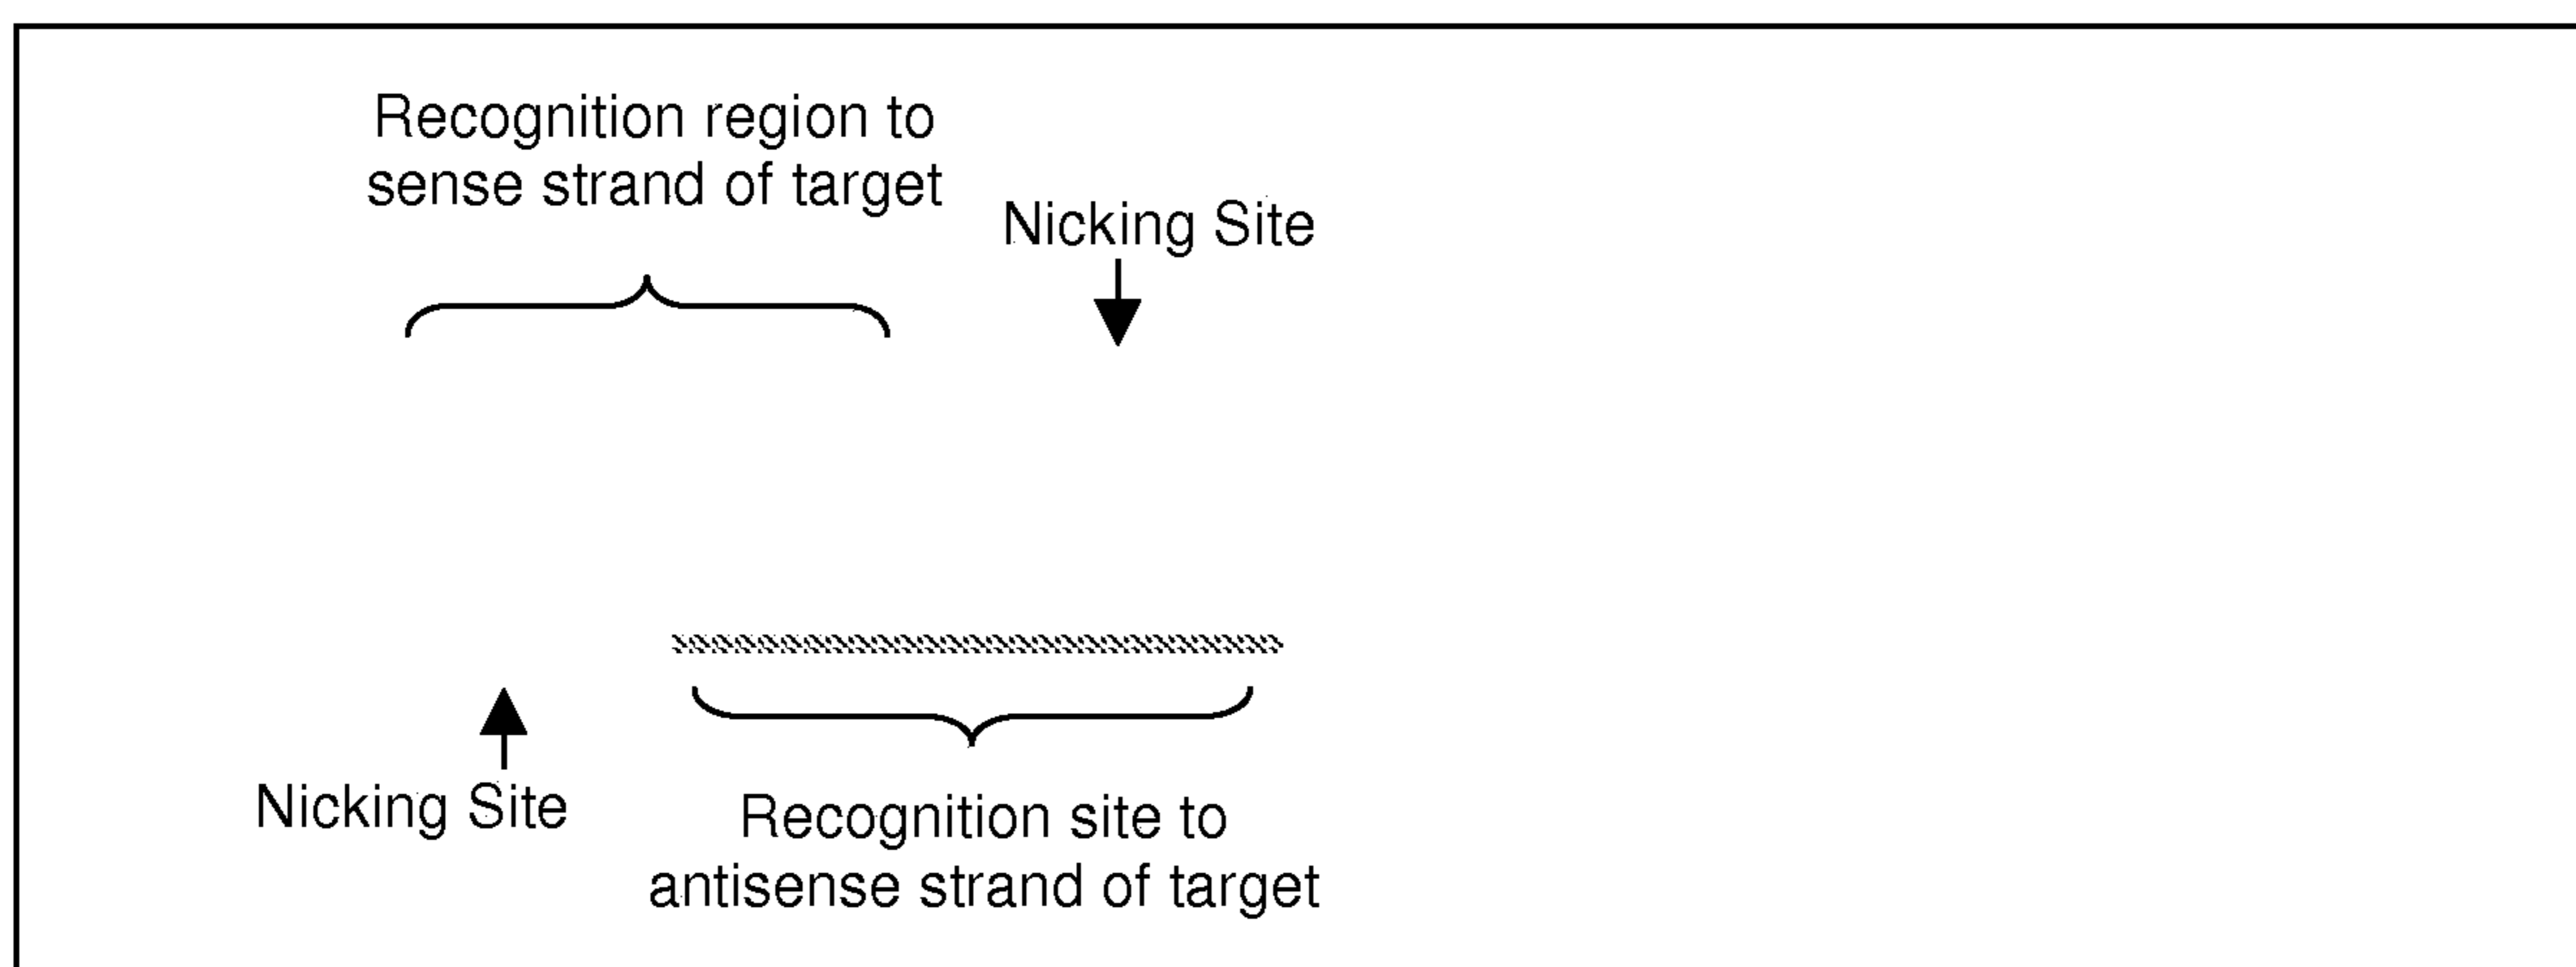 Recognition region to
sense strand of target
Nicking Site
Nicking Site
Recognition site to
antisense strand of target